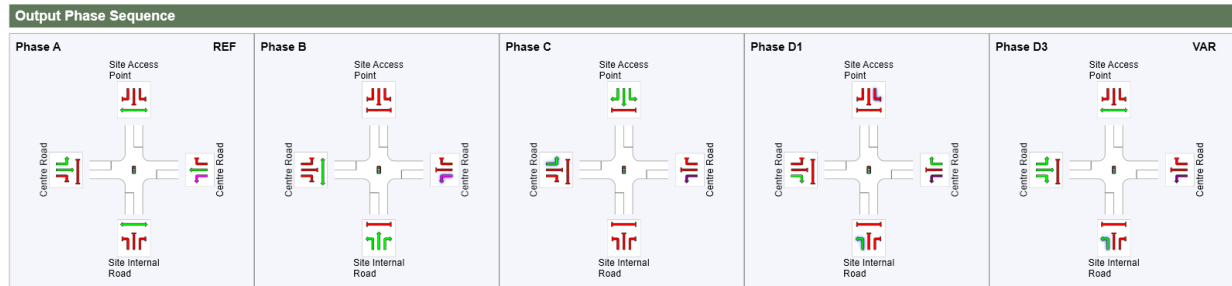 Output Phase Sequence
Phase A REF
Site Access
Point
Centre Road
Centre Road
Site Internal
Road
Phase B
Site Access
Point
Centre Road
Centre Road
Site Internal
Road
Phase C
Site Access
Point
Centre Road
Centre Road
Site Internal
Road
Phase D1
Site Access
Point
Centre Road
Centre Road
Site Internal
Road
Phase D3 VAR
Site Access
Point
Centre Road
Centre Road
Site Internal
Road